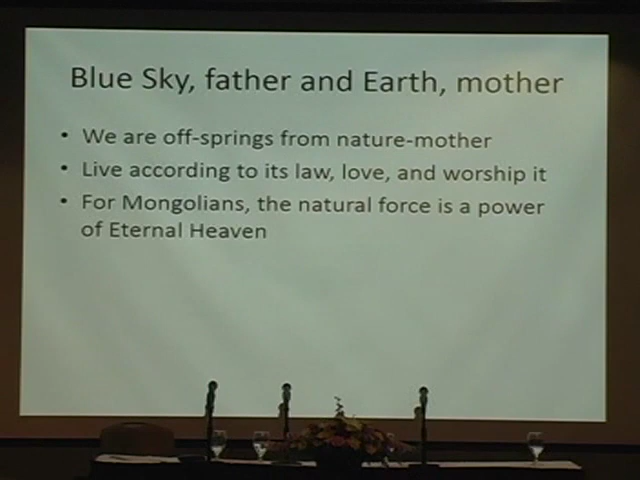 Blue Sky, father and Earth, mother
• We are off-springs from nature-mother
• Live according to its law, love, and worship it
• For Mongolians, the natural force is a power
of Eternal Heaven